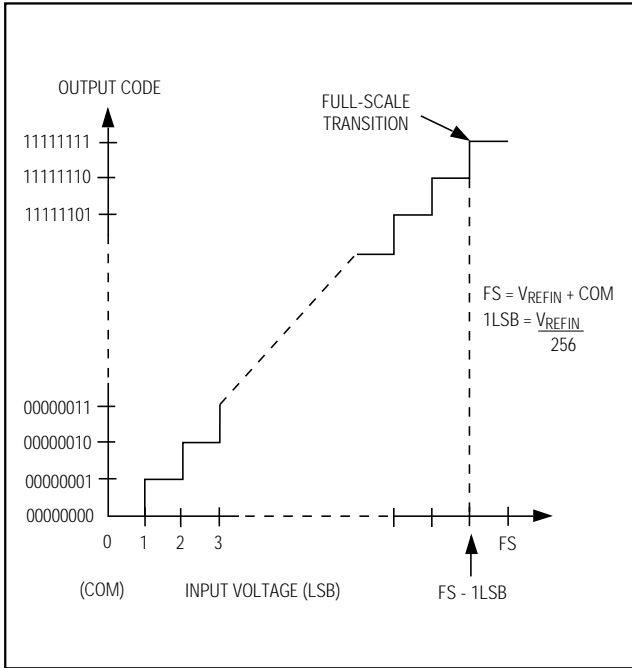 OUTPUT CODE
FULL-SCALE
TRANSITION
11111111
11111110
11111101
FS = VREFIN + COM
1LSB = VREFIN
256
00000011
00000010
00000001
00000000
0 1 2 3 FS
(COM) INPUT VOLTAGE (LSB) FS - 1LSB